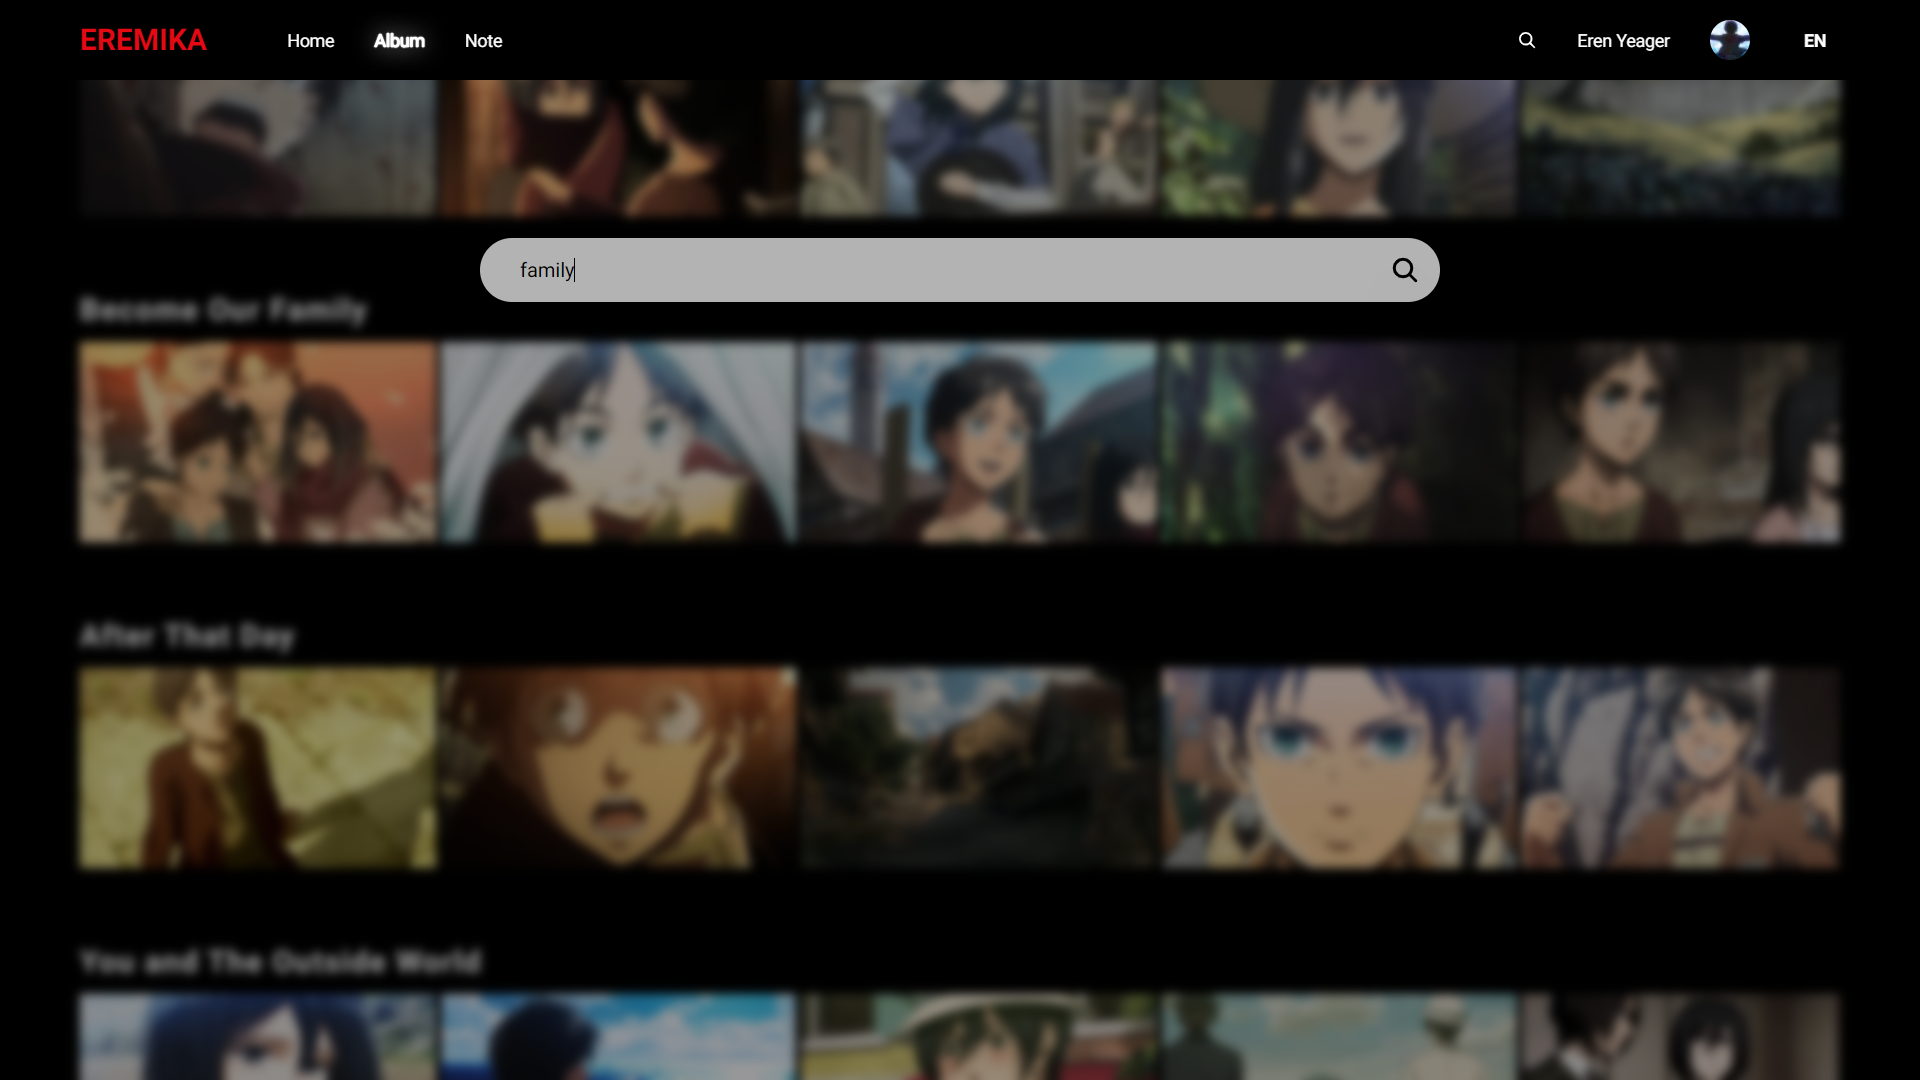 EREMIKA
Home
Album
Note
Eren Yeager
EN
family
Become Our Family
After That Day
You and The Outside World